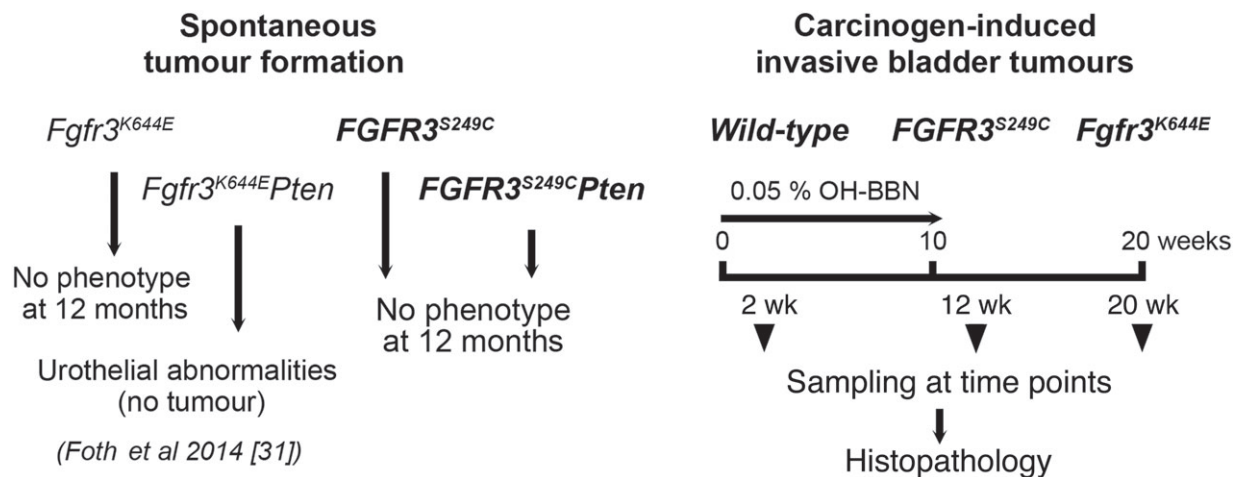 Spontaneous
tumour formation
Fgfr3K644E
FGFR3S249C
Fgfr3K644EPten
FGFR3S249CPten
No phenotype
at 12 months
No phenotype
at 12 months
Urothelial abnormalities
(no tumour)
(Foth et al 2014 [31])
Carcinogen-induced
invasive bladder tumours
Wild-type FGFR3S249C Fgfr3K644E
0.05 % OH-BBN
0 10 20 weeks
2 wk 12 wk 20 wk
Sampling at time points
Histopathology